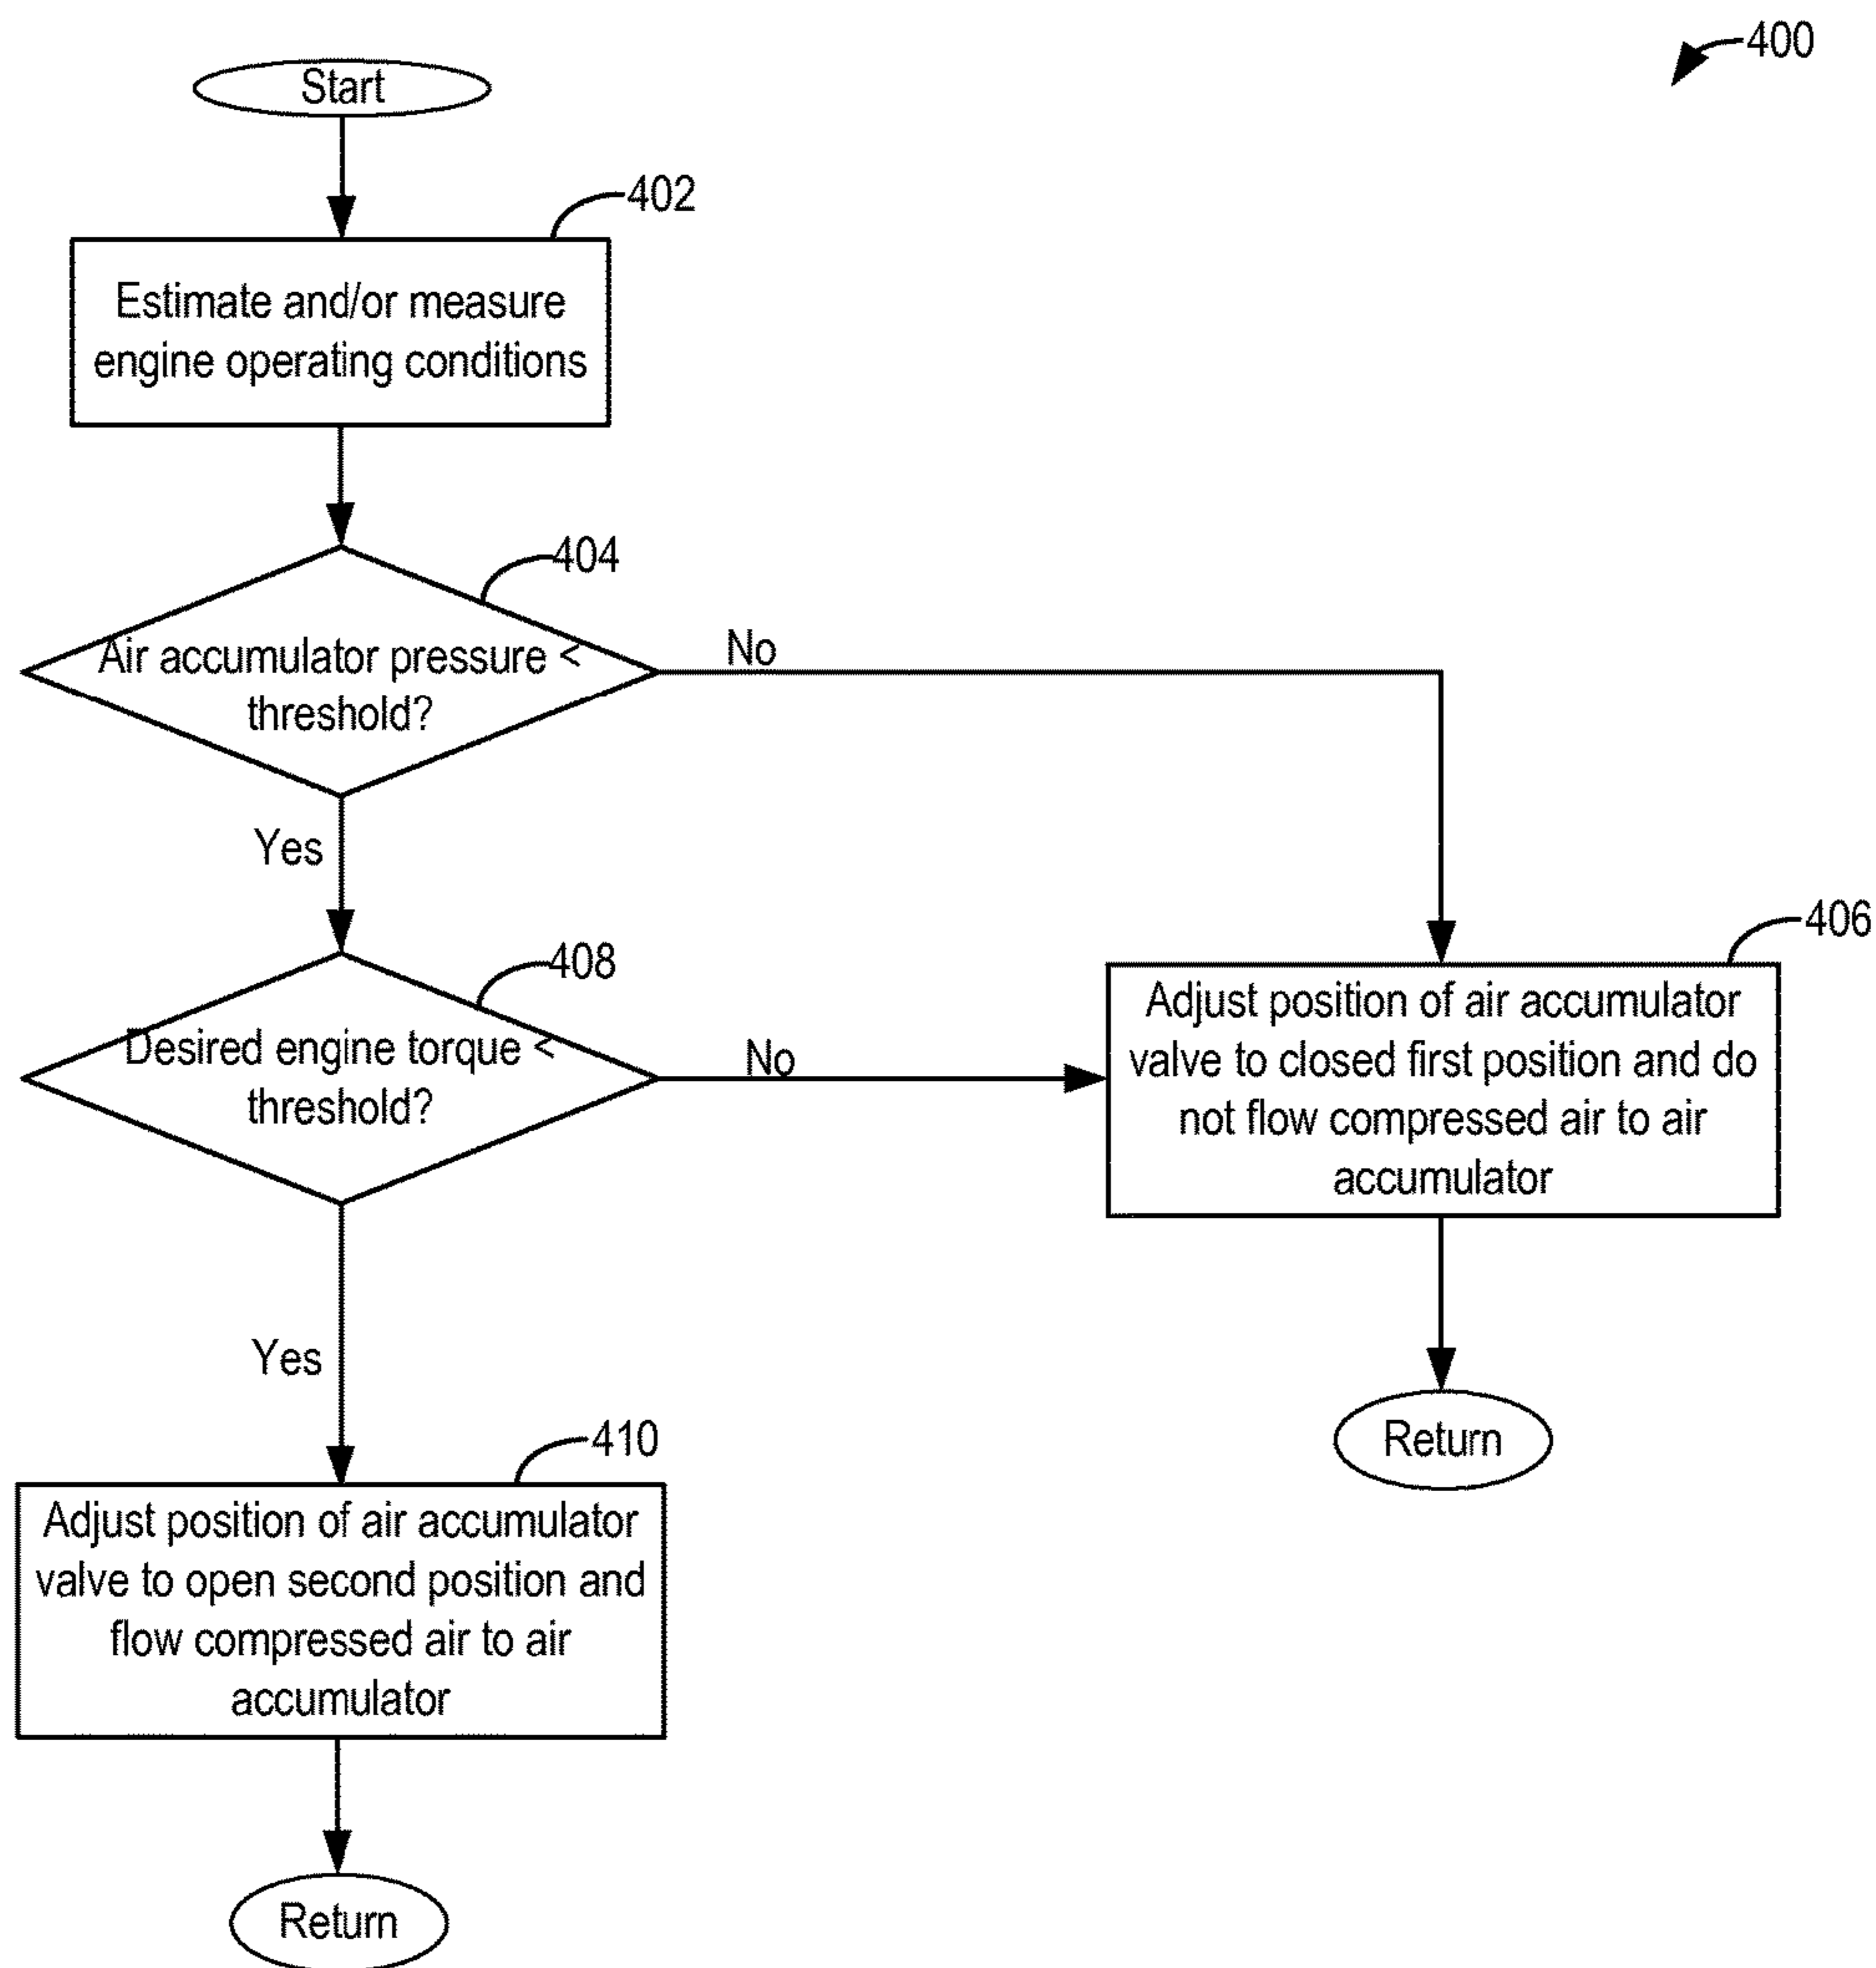 400
Start
402
Estimate and/or measure
engine operating conditions
404
Air accumulator pressure <
threshold?
No
Yes
408
Desired engine torque <
threshold?
No
406
Adjust position of air accumulator
valve to closed first position and do
not flow compressed air to air
accumulator
Return
Yes
410
Adjust position of air accumulator
valve to open second position and
flow compressed air to air
accumulator
Return